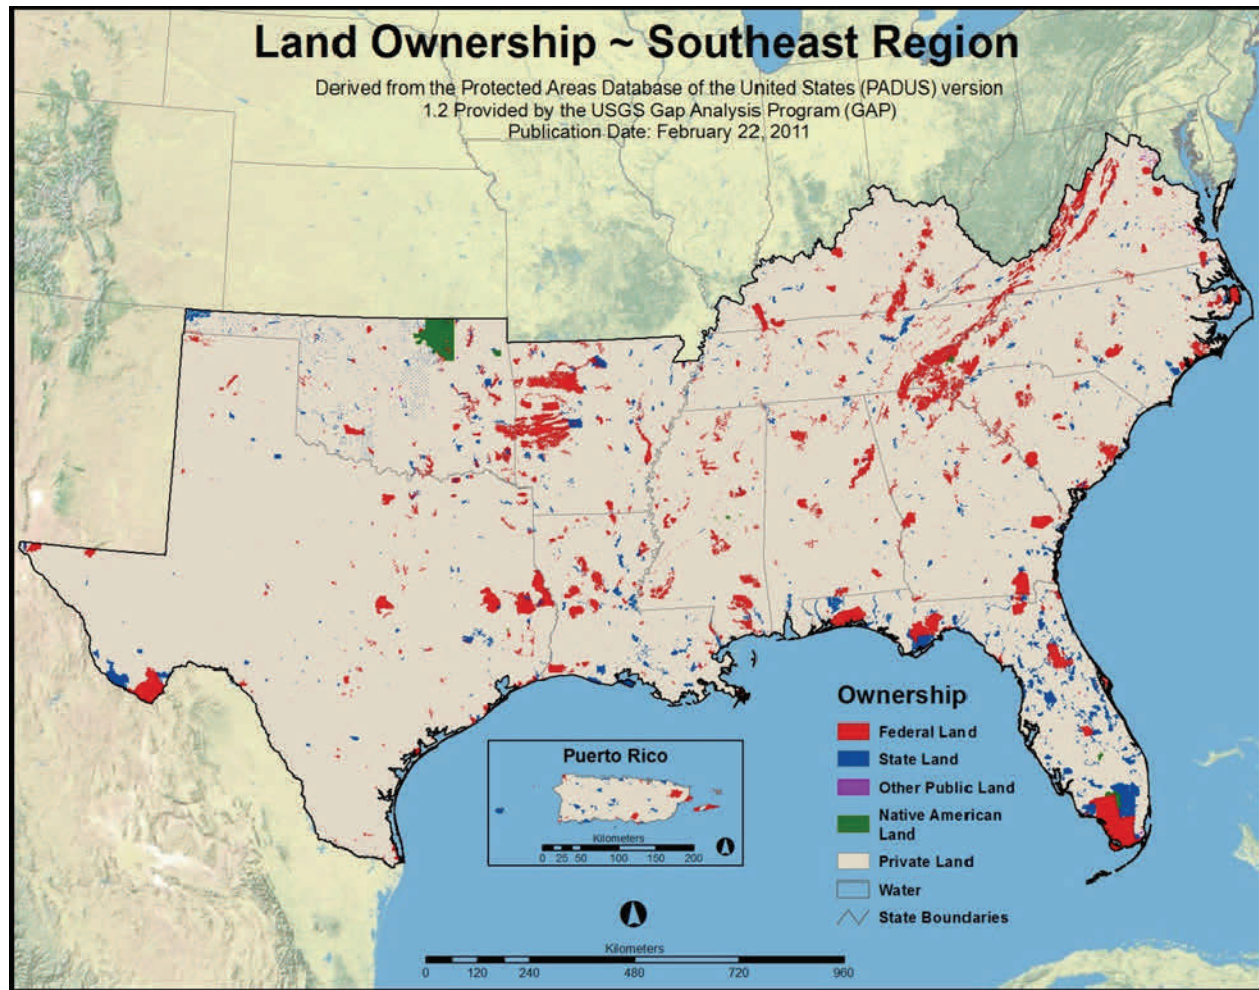 Land Ownership ~ Southeast Region
Derived from the Protected Areas Database of the United States (PADUS) version
1.2 Provided by the USGS Gap Analysis Program (GAP)
Publication Date: February 22, 2011
Ownership
Federal Land
State Land
Other Public Land
Native American
Land
Private Land
Water
State Boundaries
Puerto Rico
Kilometers
0 25 50 100 150 200
Kilometers
0 120 240 480 720 960